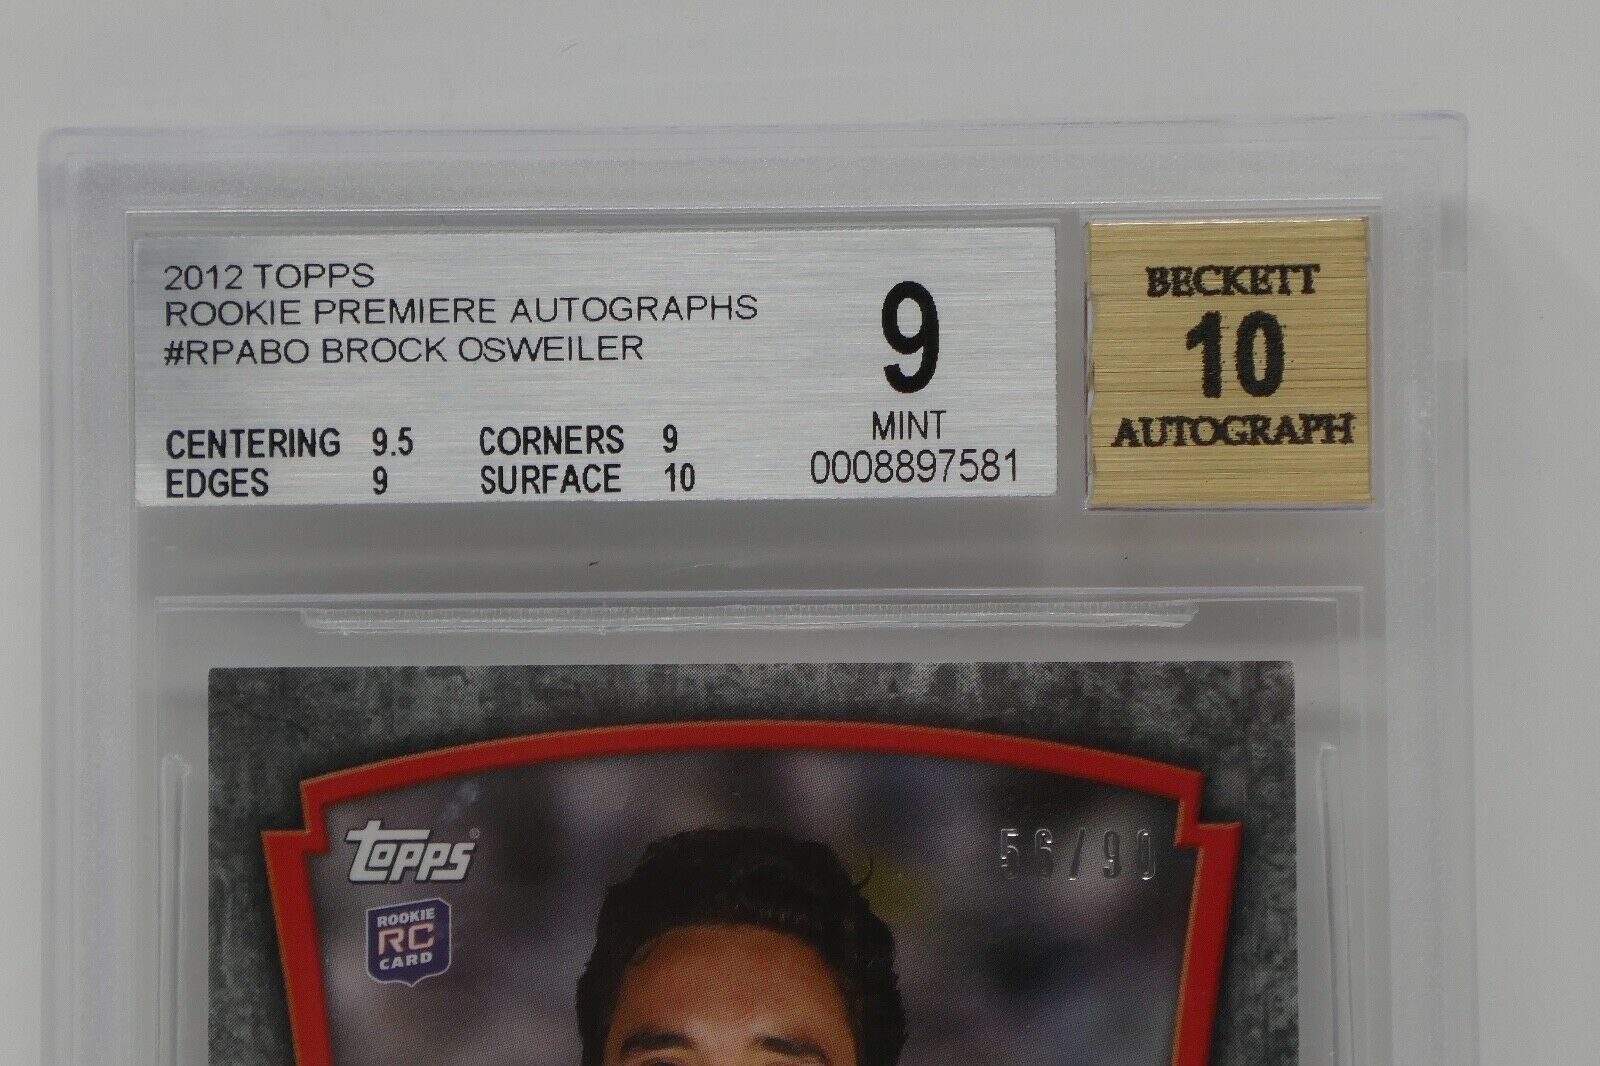 2012 TOPPS
ROOKIE PREMIERE AUTOGRAPHS
#RPABO BROCK OSWEILER
CENTERING 9.5 CORNERS 9
EDGES 9 SURFACE 10
9
MINT
0008897581
BECKETT
10
AUTOGRAPH
topps®
56/90
ROOKIE
RC
CARD